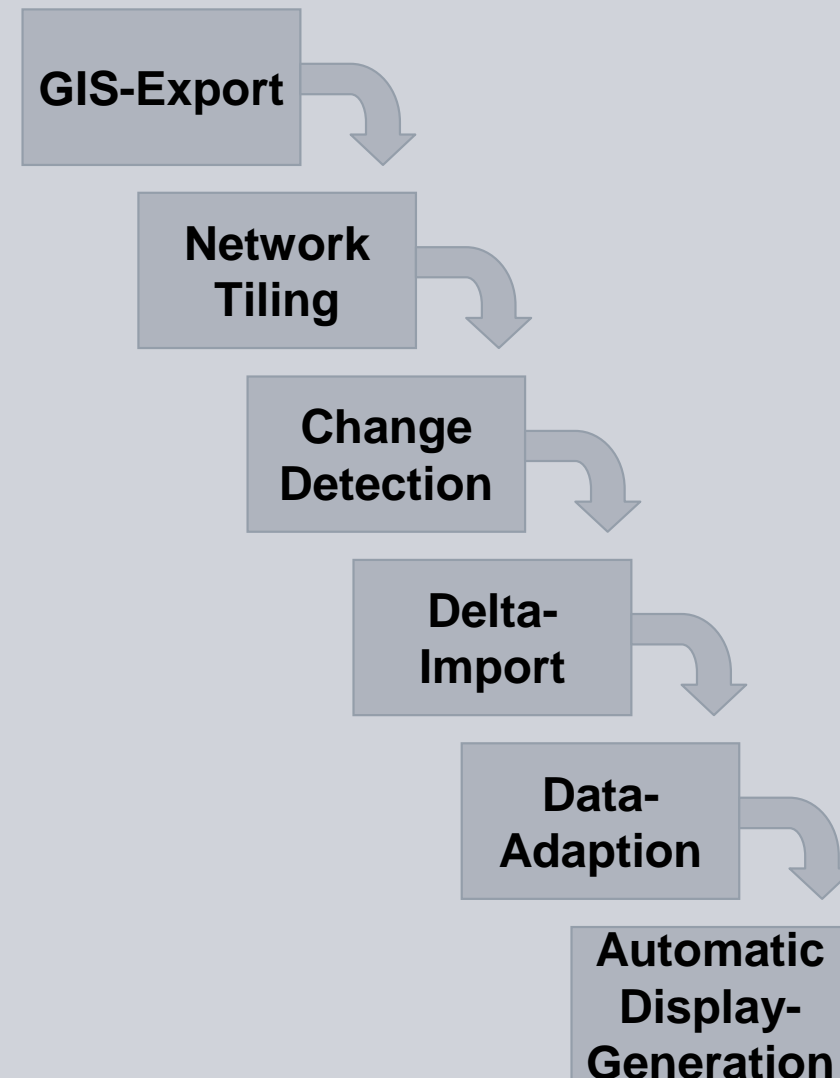 GIS-Export
Network
Tiling
Change
Detection
Delta-
Import
Data-
Adaption
Automatic
Display-
Generation